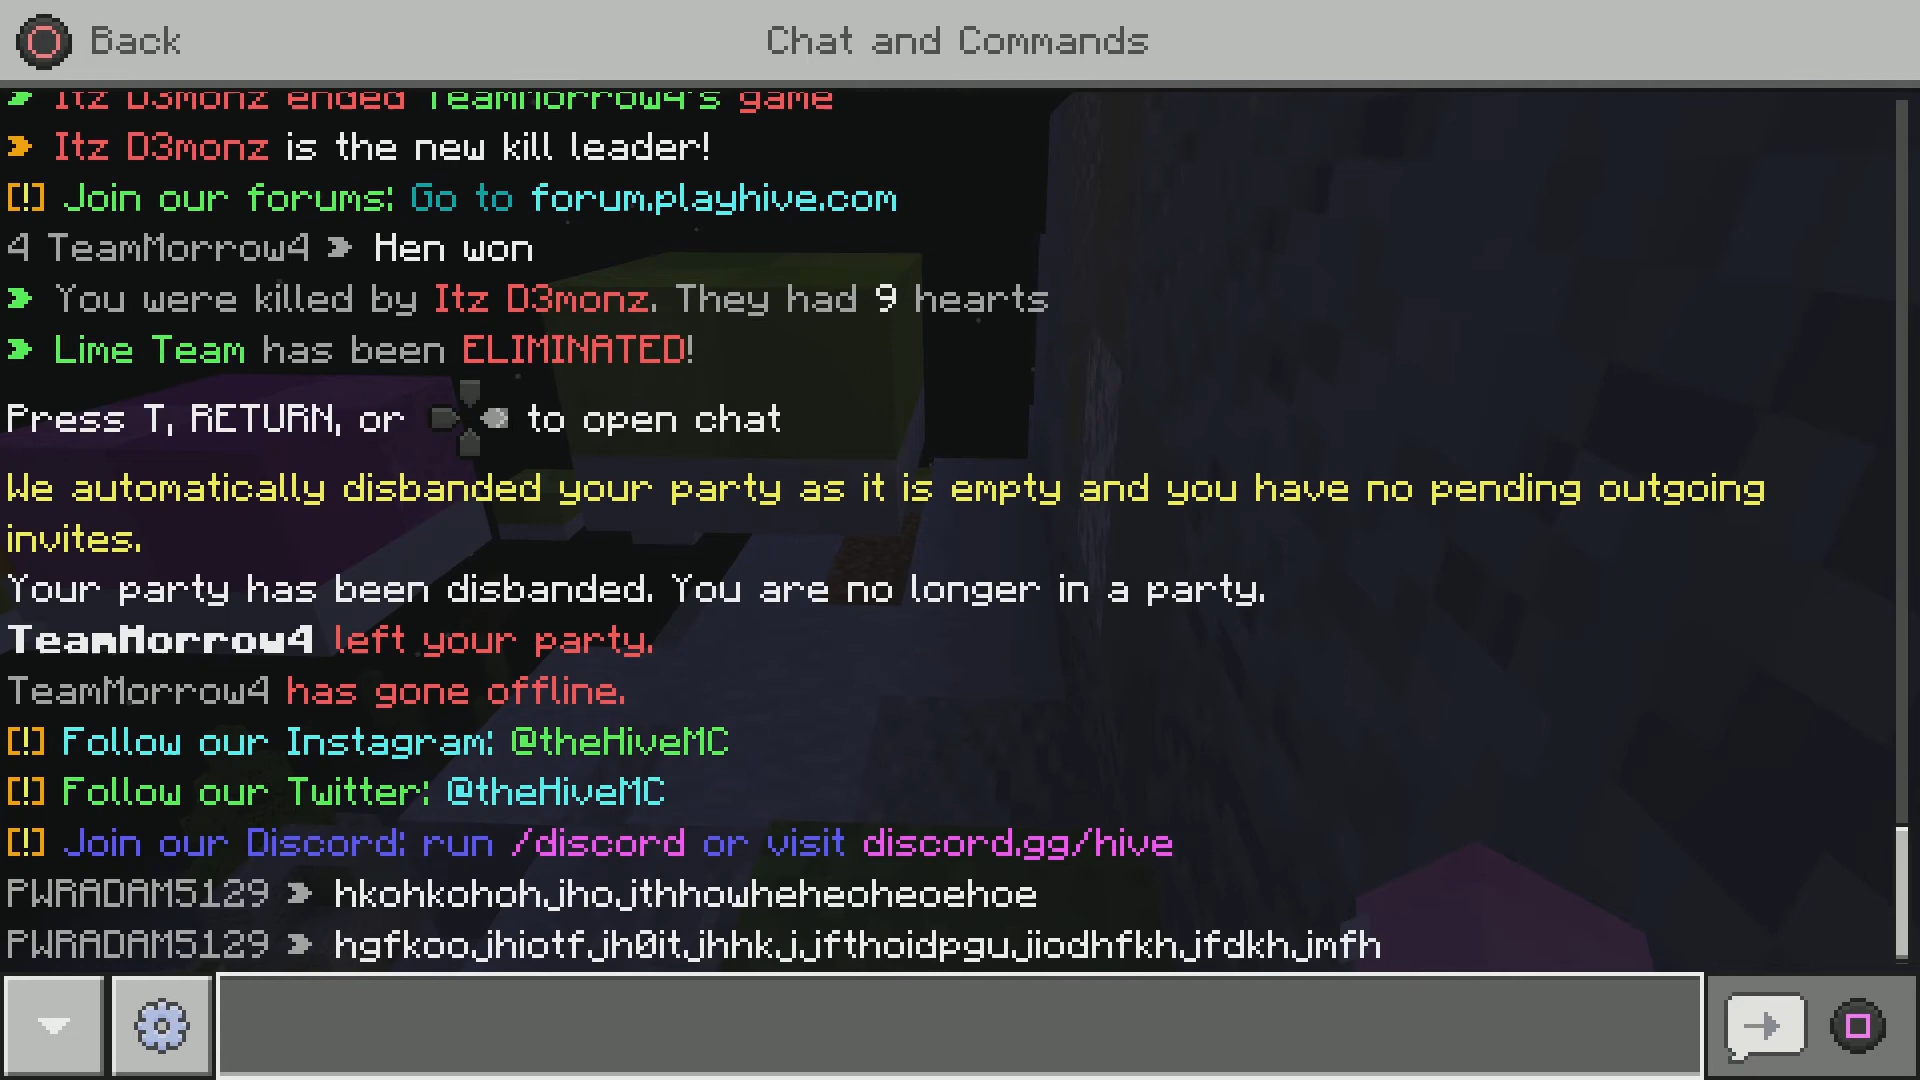 Back
Chat and Commands
Itz D3monz ended TeamMorrow4's game
Itz D3monz is the new kill leader!
[!] Join our forums: Go to forum.playhive.com
4 TeamMorrow4 Hen won
You were killed by Itz D3monz. They had 9 hearts
Lime Team has been ELIMINATED!
Press T, RETURN, or to open chat
We automatically disbanded your party as it is empty and you have no pending outgoing
invites.
Your party has been disbanded. You are no longer in a party.
TeamMorrow4 left your party.
TeamMorrow4 has gone offline.
[!] Follow our Instagram: @theHiveMC
[!] Follow our Twitter: @theHiveMC
[!] Join our Discord: run /discord or visit discord.gg/hive
PWRADAM5129 hkohkohohjhojthhowheheoheoehoe
PWRADAM5129 hgfkoojhiotfjh0itjhhkjjfthoidpgujiodhfkhjfdkhjmfh